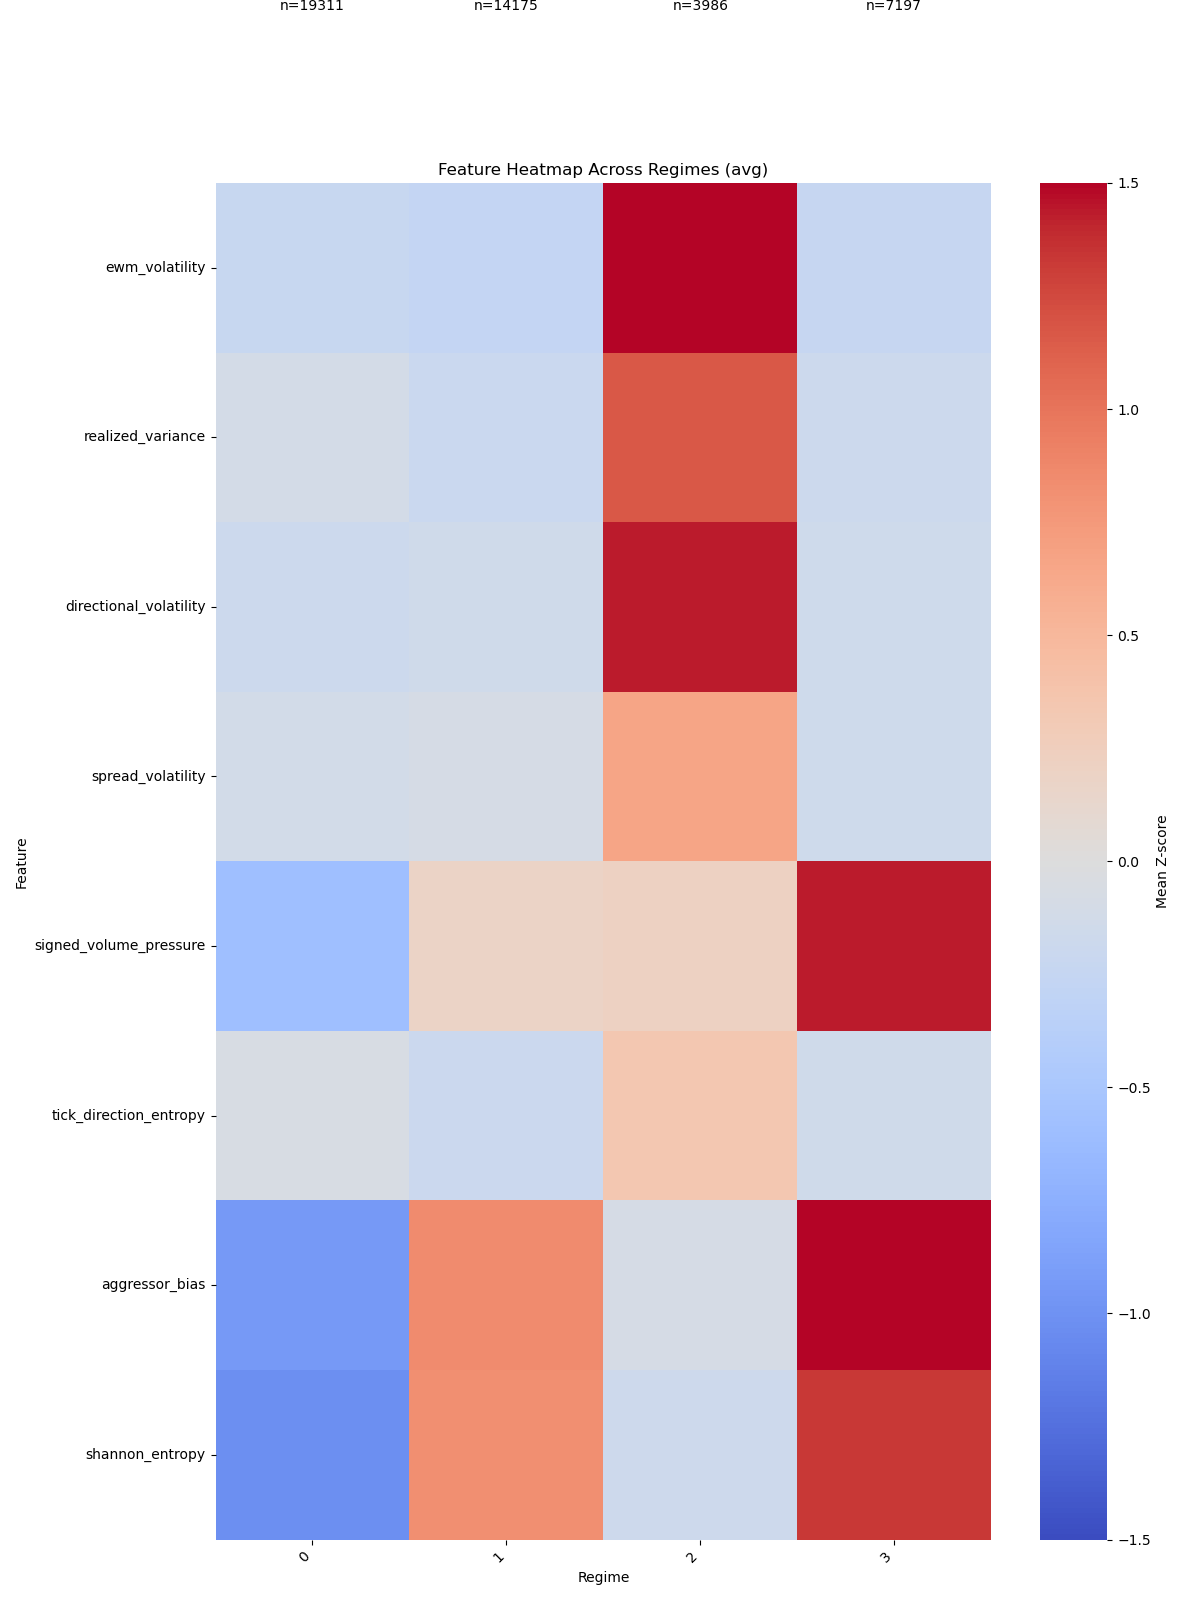 n=19311 n=14175 n=3986 n=7197
Feature Heatmap Across Regimes (avg)
ewm_volatility
realized_variance
directional_volatility
spread_volatility
signed_volume_pressure
tick_direction_entropy
aggressor_bias
shannon_entropy
Feature
0 1 2 3
Regime
1.5
1.0
0.5
0.0
−0.5
−1.0
−1.5
Mean Z-score